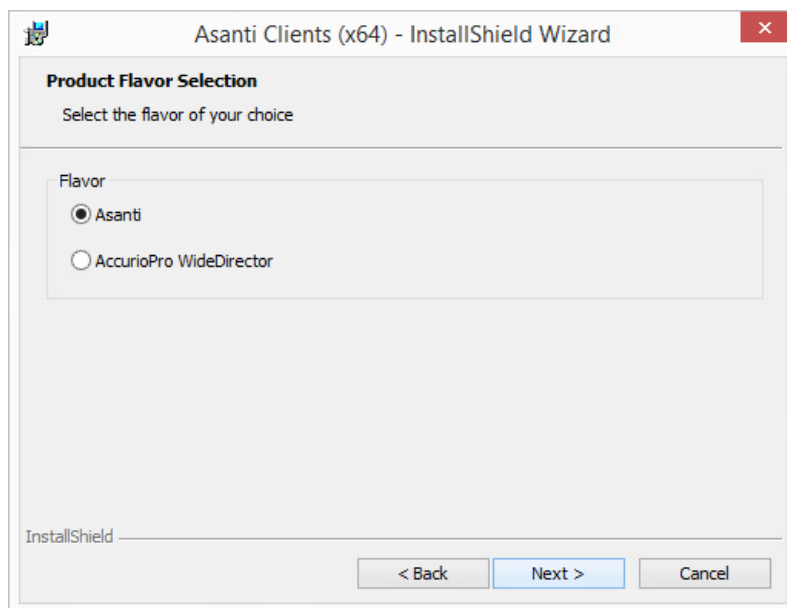 Asanti Clients (x64) - InstallShield Wizard
Product Flavor Selection
Select the flavor of your choice
Flavor
Asanti
AccurioPro WideDirector
InstallShield
< Back
Next >
Cancel